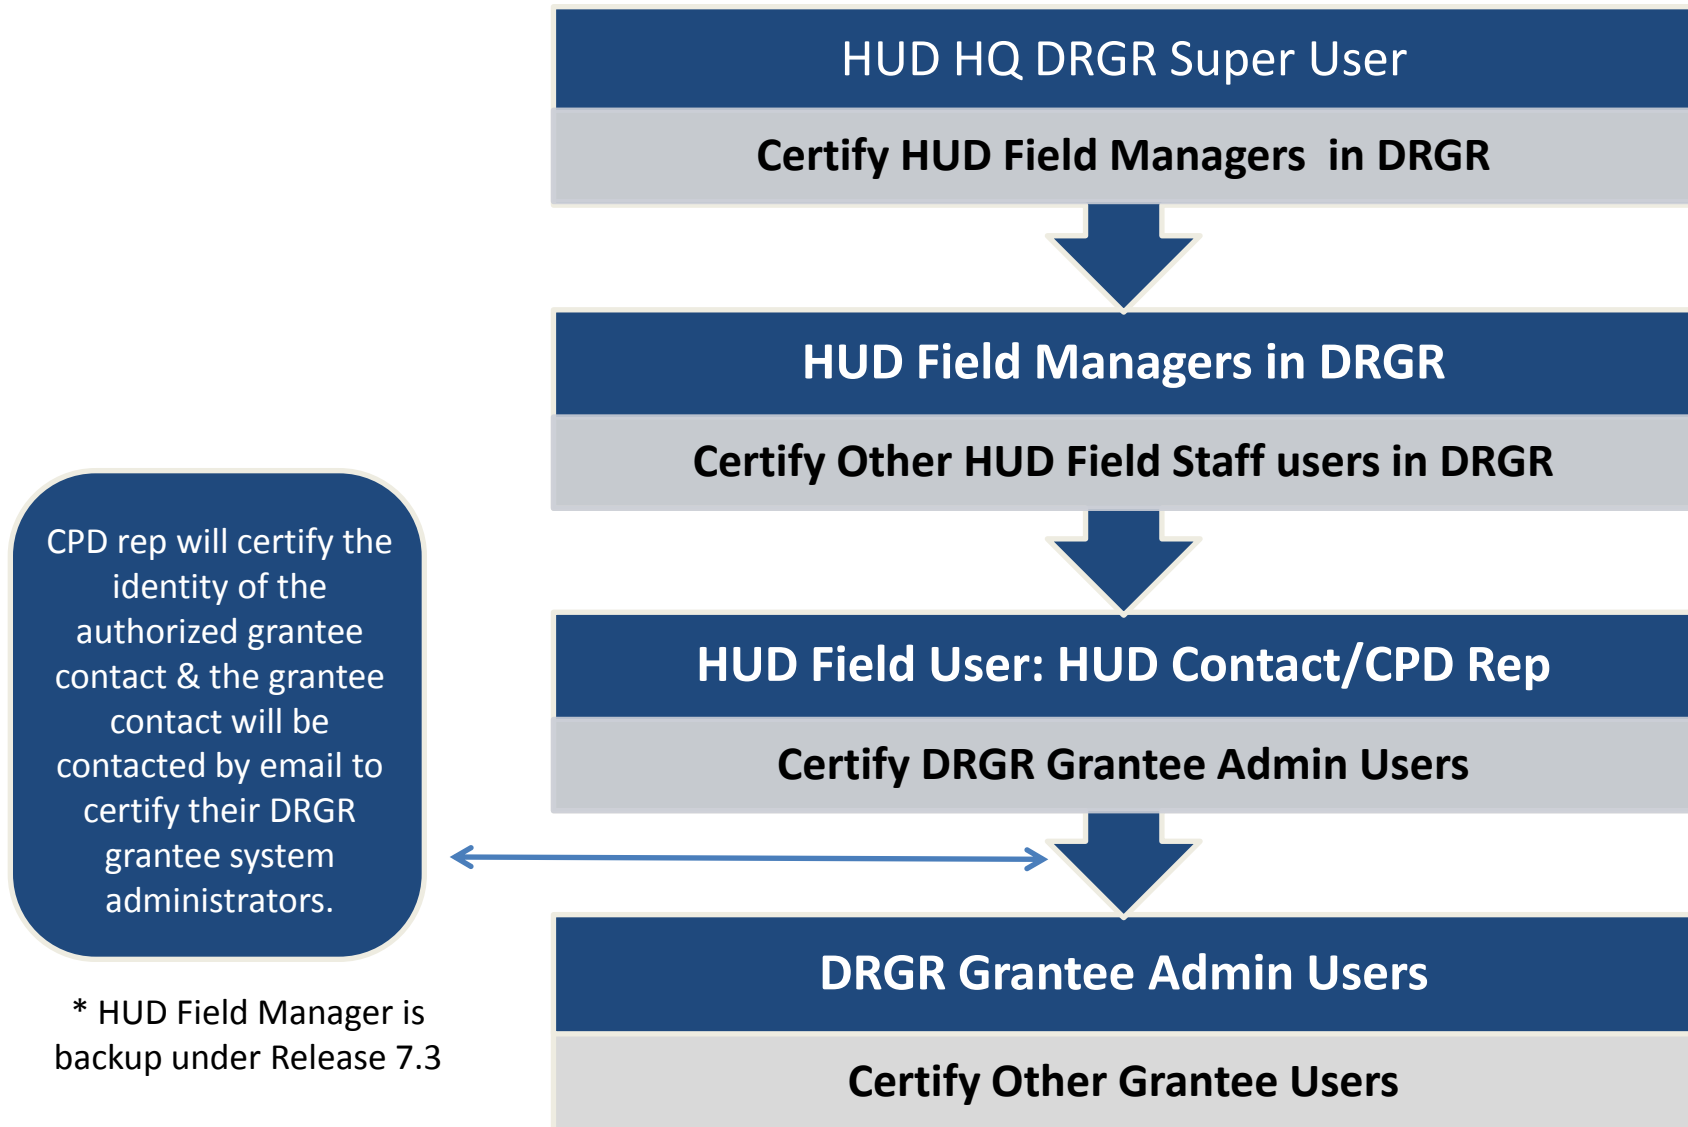 HUD HQ DRGR Super User
Certify HUD Field Managers in DRGR
HUD Field Managers in DRGR
Certify Other HUD Field Staff users in DRGR
HUD Field User: HUD Contact/CPD Rep
Certify DRGR Grantee Admin Users
DRGR Grantee Admin Users
Certify Other Grantee Users
CPD rep will certify the
identity of the
authorized grantee
contact & the grantee
contact will be
contacted by email to
certify their DRGR
grantee system
administrators.
* HUD Field Manager is
backup under Release 7.3